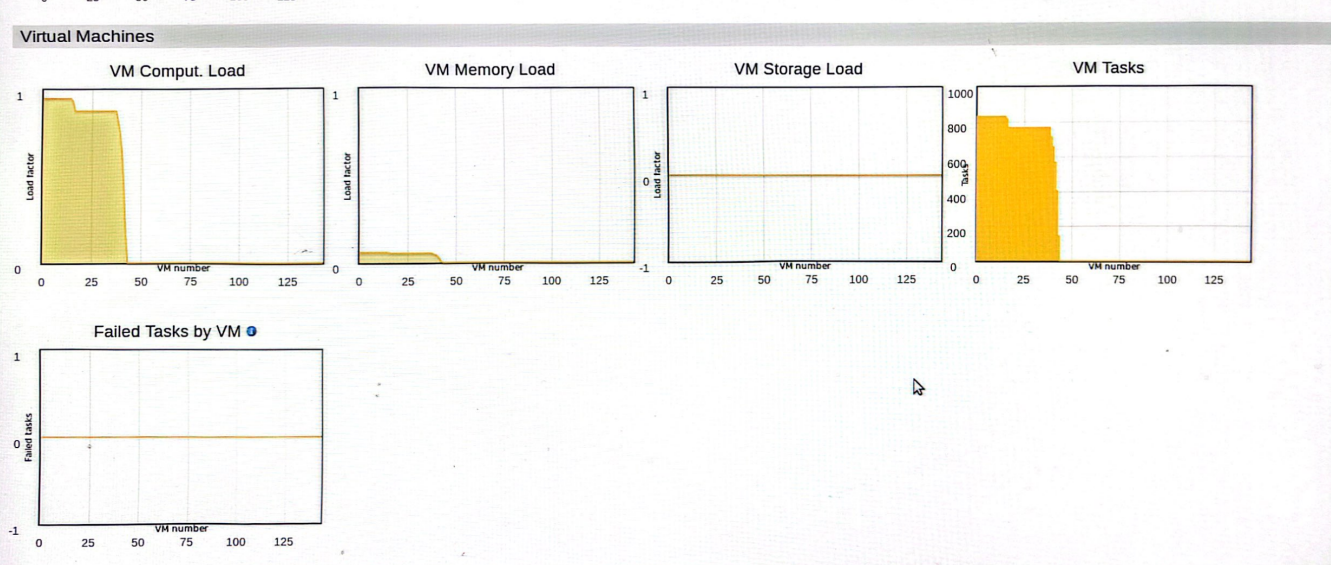 Virtual Machines
VM Comput. Load
1
Load factor
0
VM number
0 25 50 75 100 125
VM Memory Load
1
Load factor
0
VM number
0 25 50 75 100 125
VM Storage Load
1
0
Load factor
-1
VM number
0 25 50 75 100 125
VM Tasks
1000
800
600
Tasks
400
200
0
VM number
0 25 50 75 100 125
Failed Tasks by VM
1
0
Failed tasks
-1
VM number
0 25 50 75 100 125